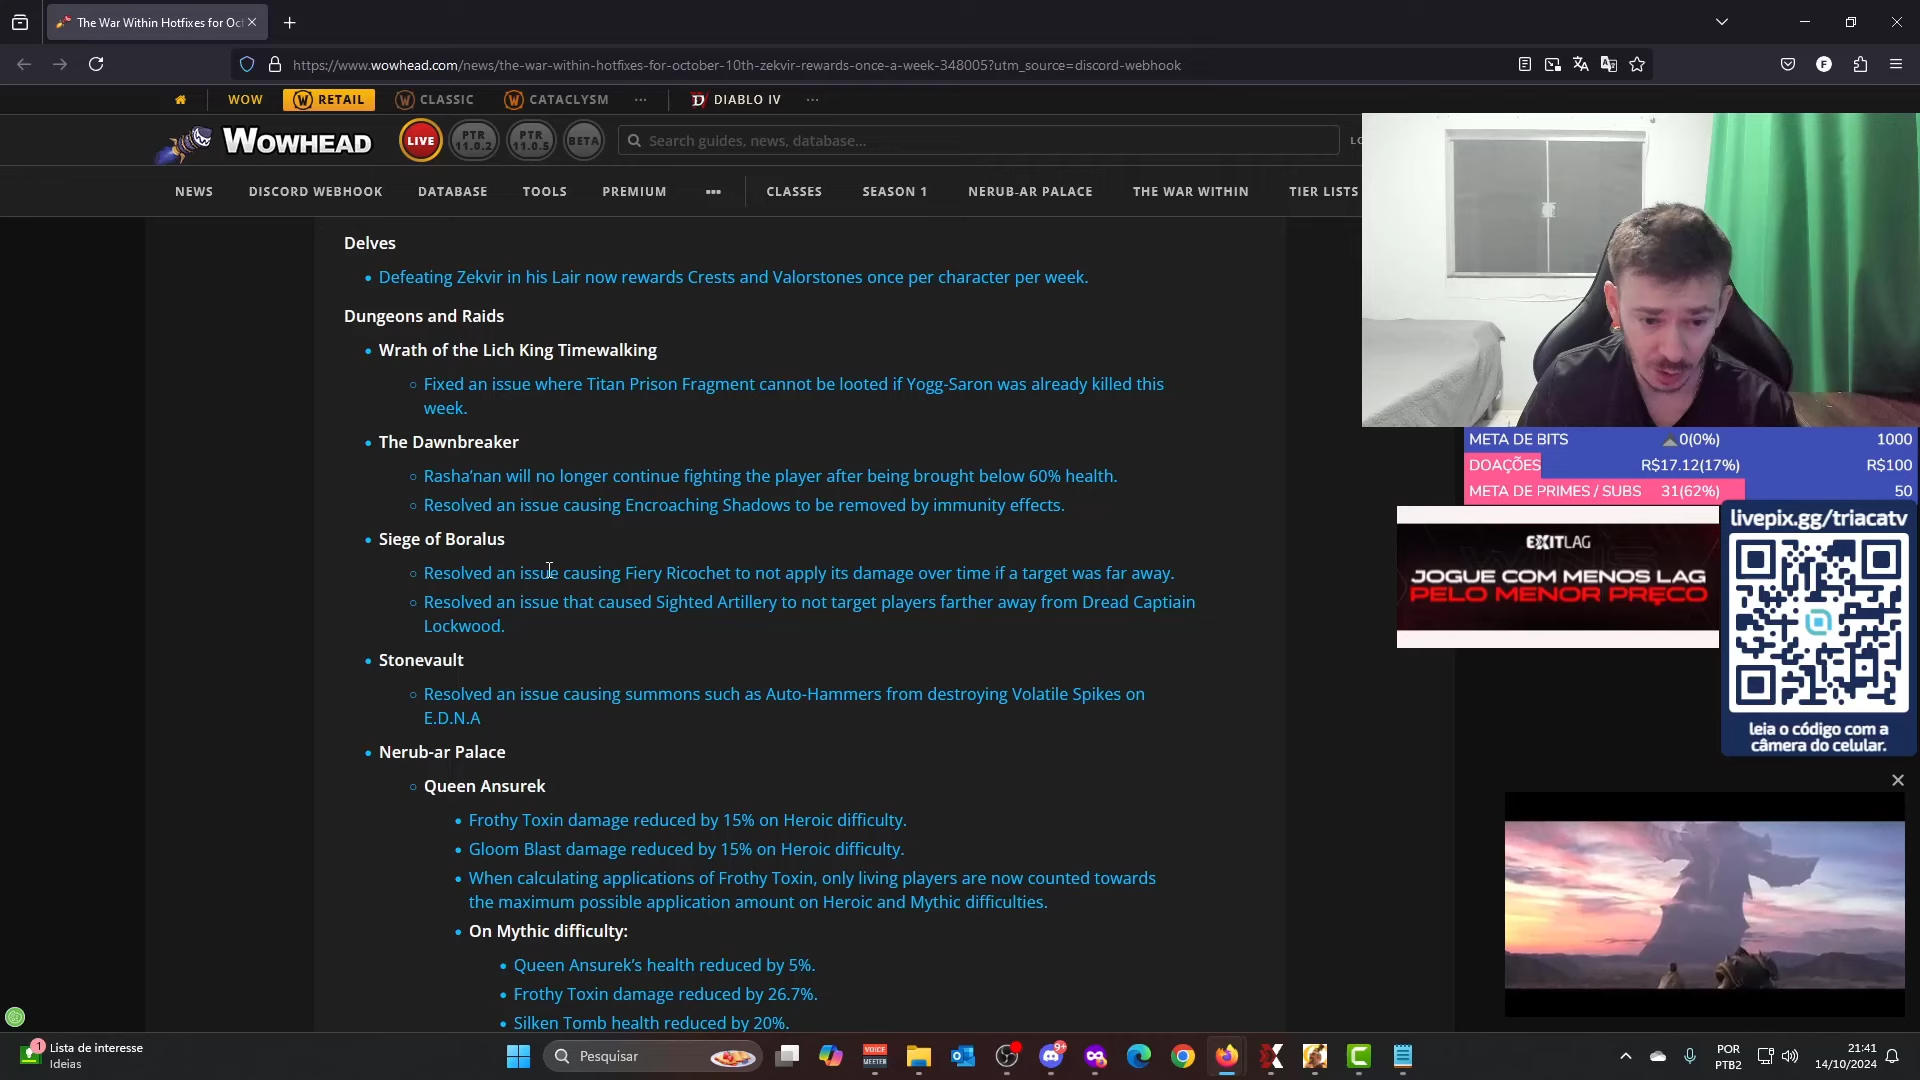 The War Within Hotfixes for Oct
https://www.wowhead.com/news/the-war-within-hotfixes-for-october-10th-zekvir-rewards-once-a-week-348005?utm_source=discord-webhook
WOW
RETAIL
CLASSIC
CATACLYSM
...
DIABLO IV
...
WOWHEAD
LIVE
PTR
11.0.2
PTR
11.0.5
BETA
Search guides, news, database...
NEWS
DISCORD WEBHOOK
DATABASE
TOOLS
PREMIUM
CLASSES
SEASON 1
NERUB-AR PALACE
THE WAR WITHIN
TIER LISTS
Delves
Defeating Zekvir in his Lair now rewards Crests and Valorstones once per character per week.
Dungeons and Raids
Wrath of the Lich King Timewalking
Fixed an issue where Titan Prison Fragment cannot be looted if Yogg-Saron was already killed this
week.
The Dawnbreaker
Rasha'nan will no longer continue fighting the player after being brought below 60% health.
Resolved an issue causing Encroaching Shadows to be removed by immunity effects.
Siege of Boralus
Resolved an issue causing Fiery Ricochet to not apply its damage over time if a target was far away.
Resolved an issue that caused Sighted Artillery to not target players farther away from Dread Captiain
Lockwood.
Stonevault
Resolved an issue causing summons such as Auto-Hammers from destroying Volatile Spikes on
E.D.N.A
Nerub-ar Palace
Queen Ansurek
Frothy Toxin damage reduced by 15% on Heroic difficulty.
Gloom Blast damage reduced by 15% on Heroic difficulty.
When calculating applications of Frothy Toxin, only living players are now counted towards
the maximum possible application amount on Heroic and Mythic difficulties.
On Mythic difficulty:
Queen Ansurek's health reduced by 5%.
Frothy Toxin damage reduced by 26.7%.
Silken Tomb health reduced by 20%.
META DE BITS 0(0%) 1000
DOAÇÕES R$17.12(17%) R$100
META DE PRIMES / SUBS 31(62%) 50
EXITLAG
JOGUE COM MENOS LAG
PELO MENOR PREÇO
livepix.gg/triacatv
leia o código com a
câmera do celular.
1
Lista de interesse
Ideias
Pesquisar
VOICE
MEETER
9+
POR
PTB2
21:41
14/10/2024